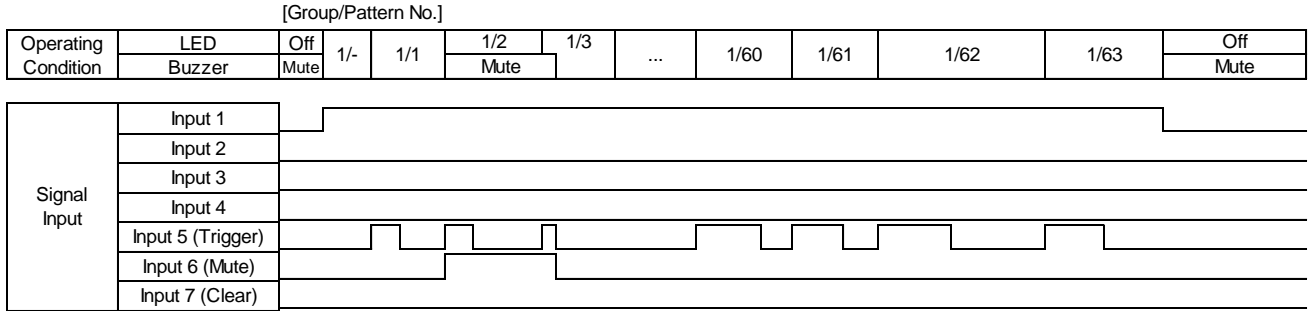 [Group/Pattern No.]
Operating Condition LED Off 1/- 1/1 1/2 1/3 ... 1/60 1/61 1/62 1/63 Off
Buzzer Mute Mute Mute
Signal Input
Input 1
Input 2
Input 3
Input 4
Input 5 (Trigger)
Input 6 (Mute)
Input 7 (Clear)